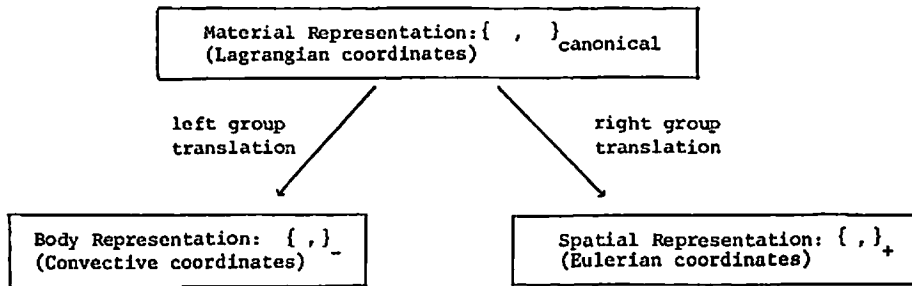 Material Representation: { , }canonical
(Lagrangian coordinates)
left group
translation
right group
translation
Body Representation: { , }-
(Convective coordinates)
Spatial Representation: { , }+
(Eulerian coordinates)